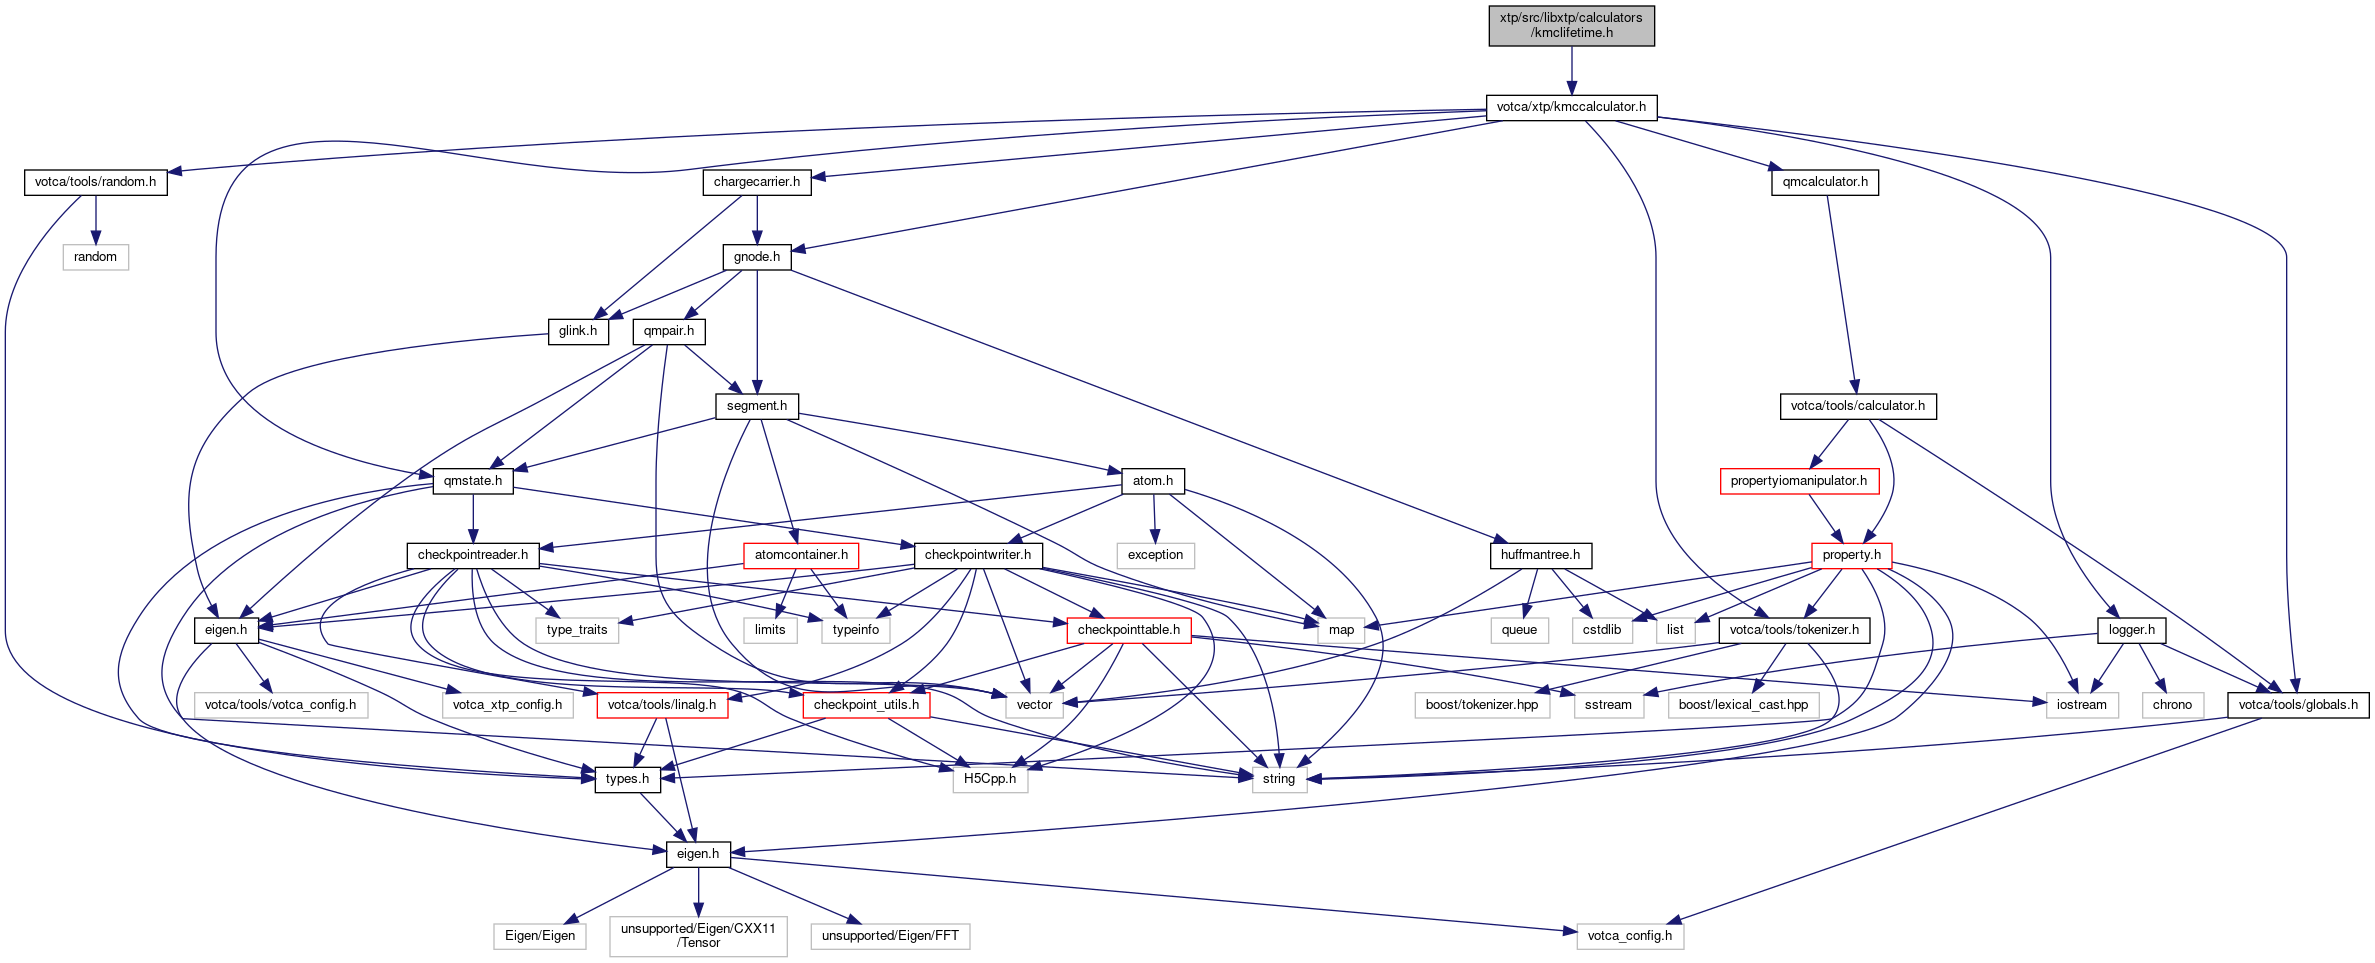 xtp/src/libxtp/calculators
/kmclifetime.h
votca/xtp/kmccalculator.h
votca/tools/random.h
chargecarrier.h
qmcalculator.h
random
gnode.h
glink.h
qmpair.h
segment.h
votca/tools/calculator.h
qmstate.h
atom.h
propertyiomanipulator.h
checkpointreader.h
atomcontainer.h
checkpointwriter.h
exception
huffmantree.h
property.h
eigen.h
type_traits
limits
typeinfo
checkpointtable.h
map
queue
cstdlib
list
votca/tools/tokenizer.h
logger.h
votca/tools/votca_config.h
votca_xtp_config.h
votca/tools/linalg.h
checkpoint_utils.h
vector
boost/tokenizer.hpp
sstream
boost/lexical_cast.hpp
iostream
chrono
votca/tools/globals.h
types.h
H5Cpp.h
string
eigen.h
Eigen/Eigen
unsupported/Eigen/CXX11
/Tensor
unsupported/Eigen/FFT
votca_config.h